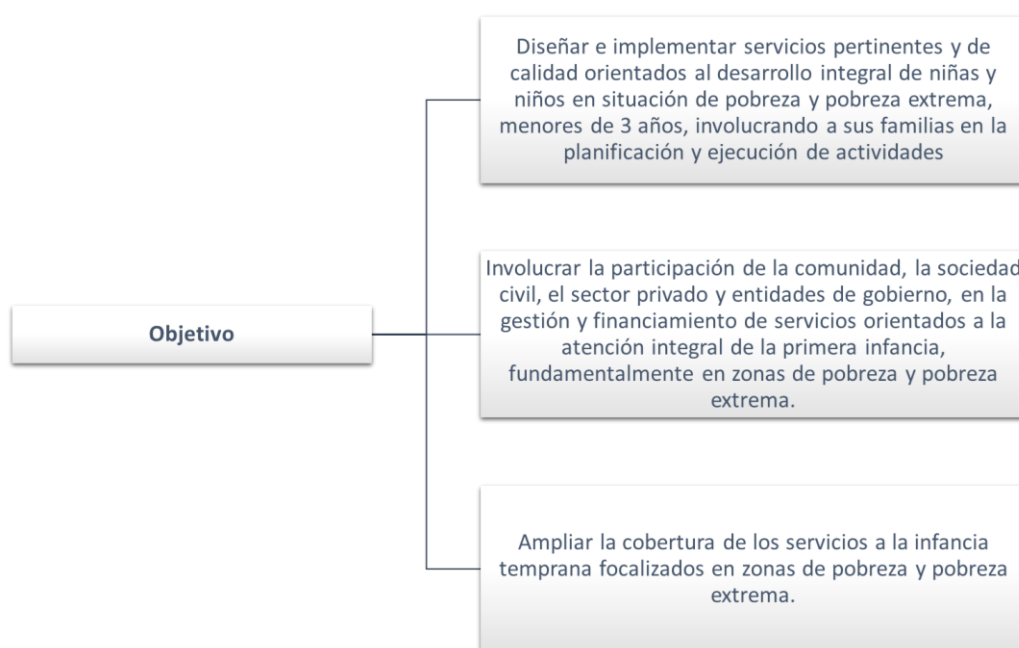 Diseñar e implementar servicios pertinentes y de
calidad orientados al desarrollo integral de niñas y
niños en situación de pobreza y pobreza extrema,
menores de 3 años, involucrando a sus familias en la
planificación y ejecución de actividades
Objetivo
Involucrar la participación de la comunidad, la sociedad
civil, el sector privado y entidades de gobierno, en la
gestión y financiamiento de servicios orientados a la
atención integral de la primera infancia,
fundamentalmente en zonas de pobreza y pobreza
extrema.
Ampliar la cobertura de los servicios a la infancia
temprana focalizados en zonas de pobreza y pobreza
extrema.